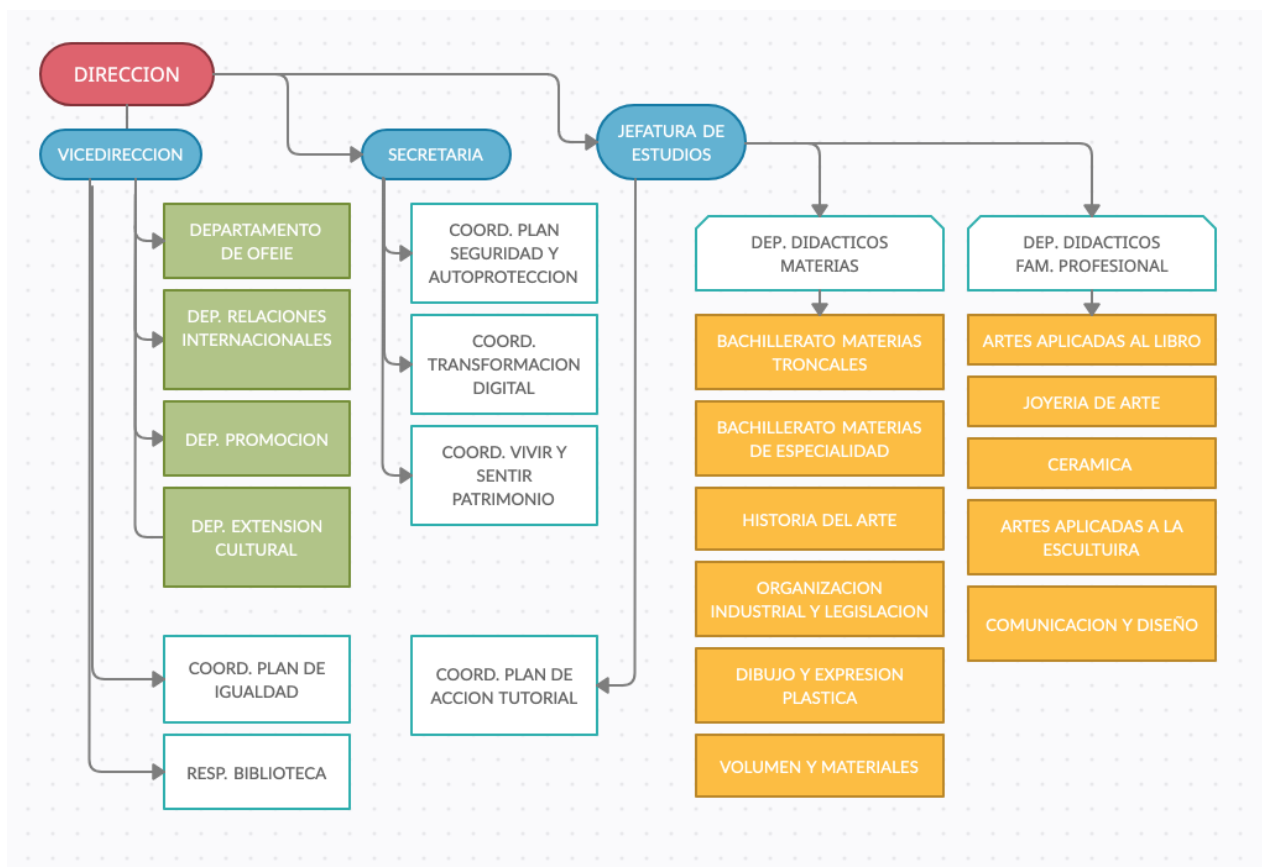 DIRECCION
VICEDIRECCION
SECRETARIA
JEFATURA DE
ESTUDIOS
DEPARTAMENTO
DE OFEIE
DEP. RELACIONES
INTERNACIONALES
DEP. PROMOCION
DEP. EXTENSION
CULTURAL
COORD. PLAN DE
IGUALDAD
RESP. BIBLIOTECA
COORD. PLAN
SEGURIDAD Y
AUTOPROTECCION
COORD.
TRANSFORMACION
DIGITAL
COORD. VIVIR Y
SENTIR
PATRIMONIO
COORD. PLAN DE
ACCION TUTORIAL
DEP. DIDACTICOS
MATERIAS
BACHILLERATO MATERIAS
TRONCALES
BACHILLERATO MATERIAS
DE ESPECIALIDAD
HISTORIA DEL ARTE
ORGANIZACION
INDUSTRIAL Y LEGISLACION
DIBUJO Y EXPRESION
PLASTICA
VOLUMEN Y MATERIALES
DEP. DIDACTICOS
FAM. PROFESIONAL
ARTES APLICADAS AL LIBRO
JOYERIA DE ARTE
CERAMICA
ARTES APLICADAS A LA
ESCULTUIRA
COMUNICACION Y DISEÑO